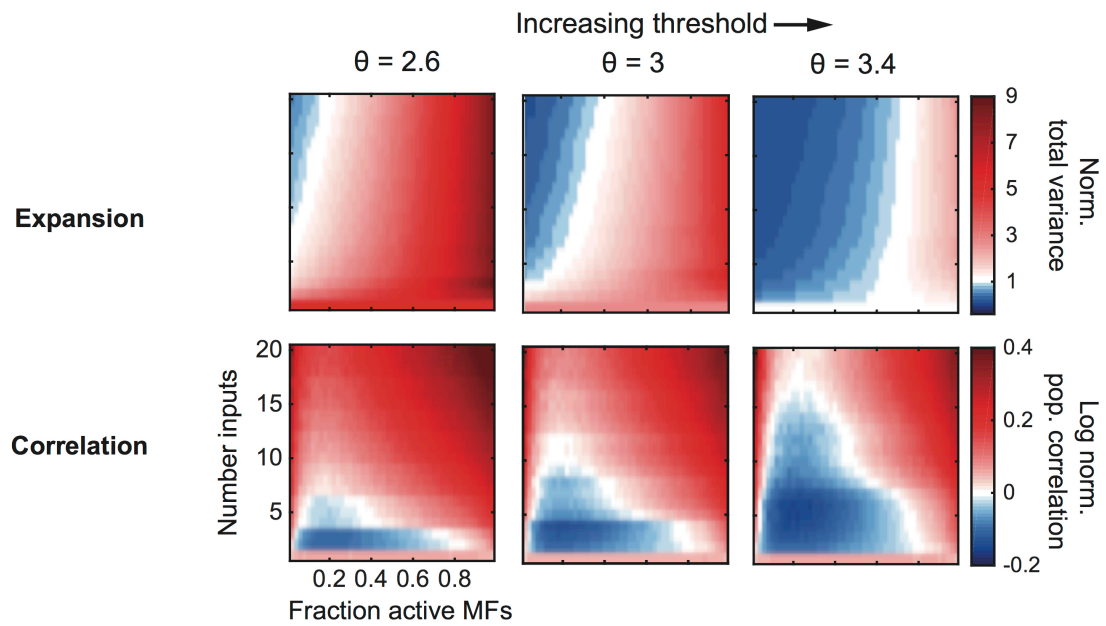 Increasing threshold
θ = 2.6
θ = 3
θ = 3.4
Expansion
9
7
5
3
1
Norm.
total variance
Correlation
Number inputs
20
15
10
5
0.2 0.4 0.6 0.8
Fraction active MFs
0.4
0.2
0
-0.2
Log norm.
pop. correlation